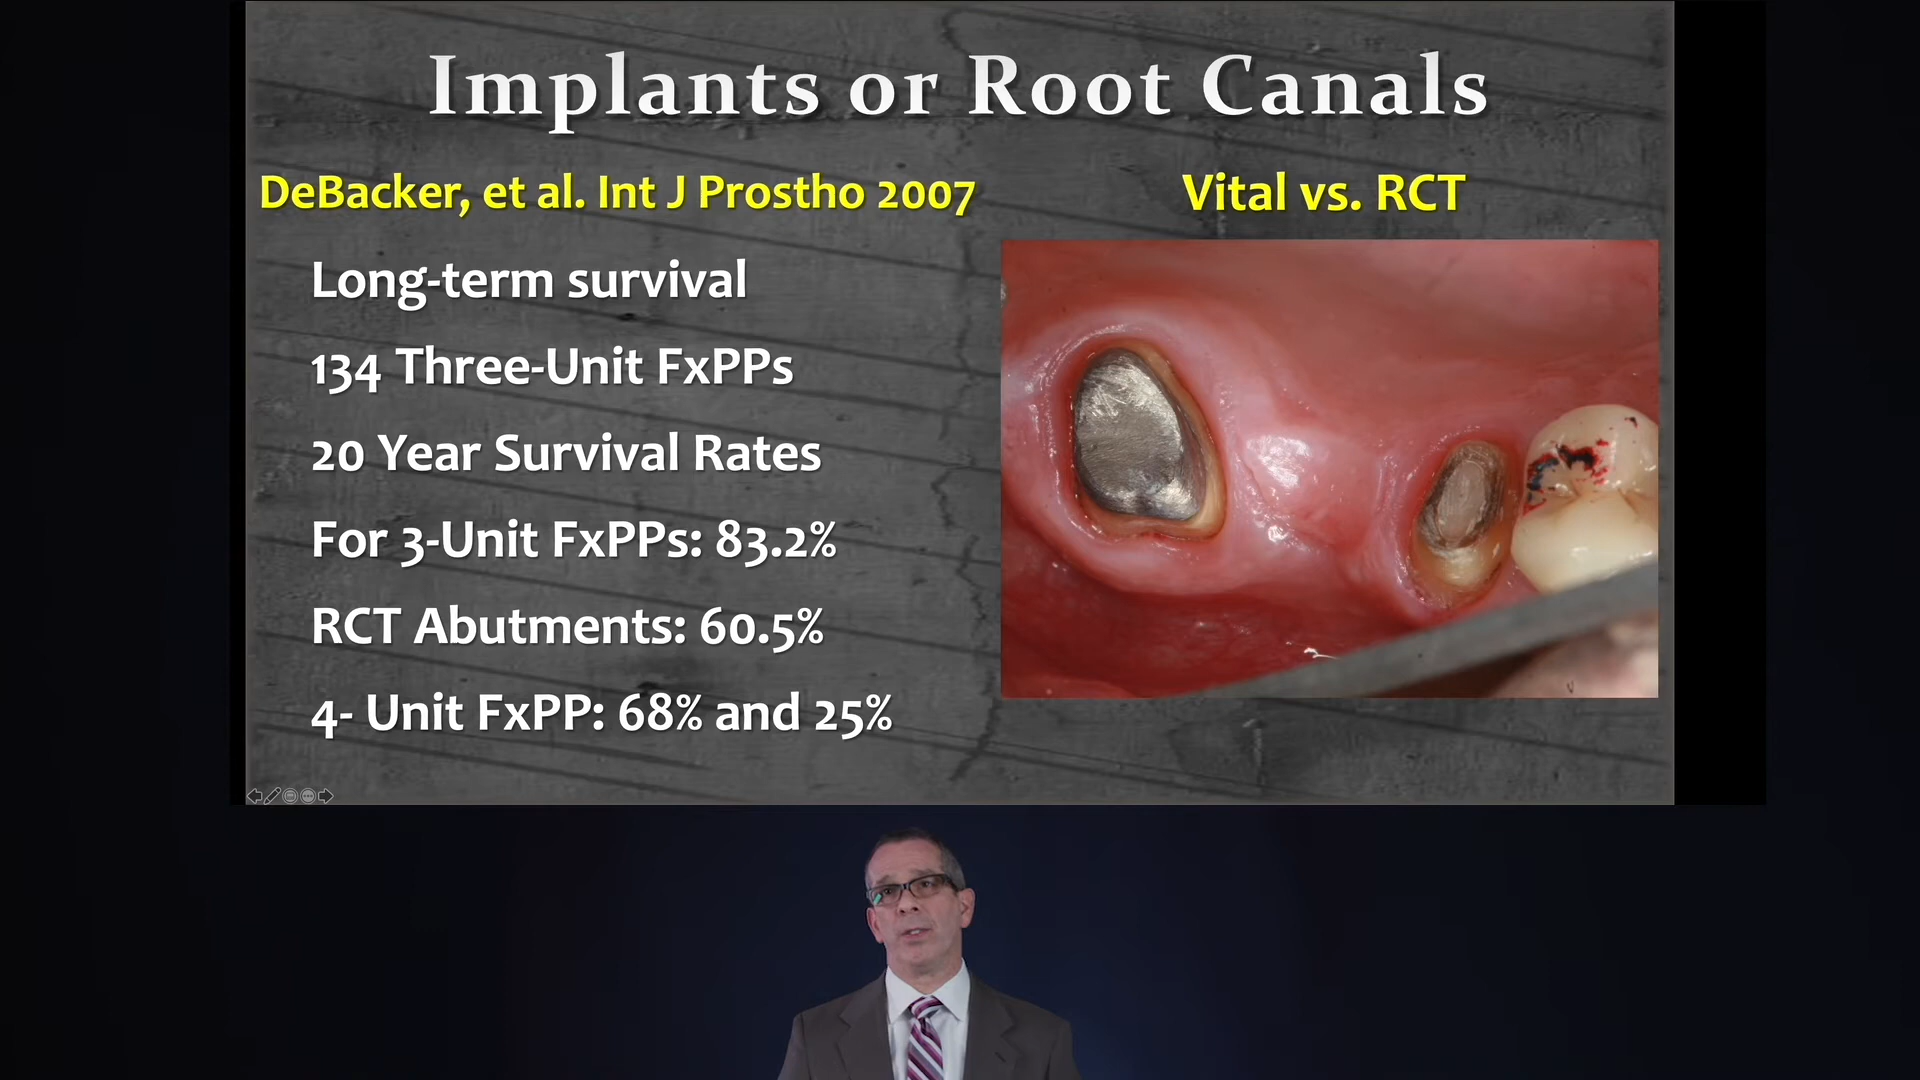 Implants or Root Canals
DeBacker, et al. Int J Prostho 2007
Long-term survival
134 Three-Unit FxPPs
20 Year Survival Rates
For 3-Unit FxPPs: 83.2%
RCT Abutments: 60.5%
4- Unit FxPP: 68% and 25%
Vital vs. RCT